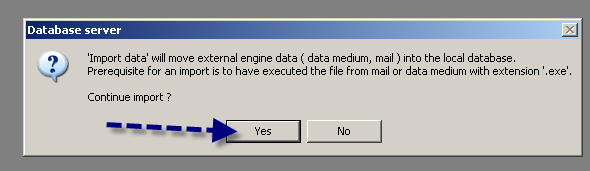 Database server
'Import data' will move external engine data ( data medium, mail ) into the local database.
Prerequisite for an import is to have executed the file from mail or data medium with extension '.exe'.
Continue import ?
Yes
No